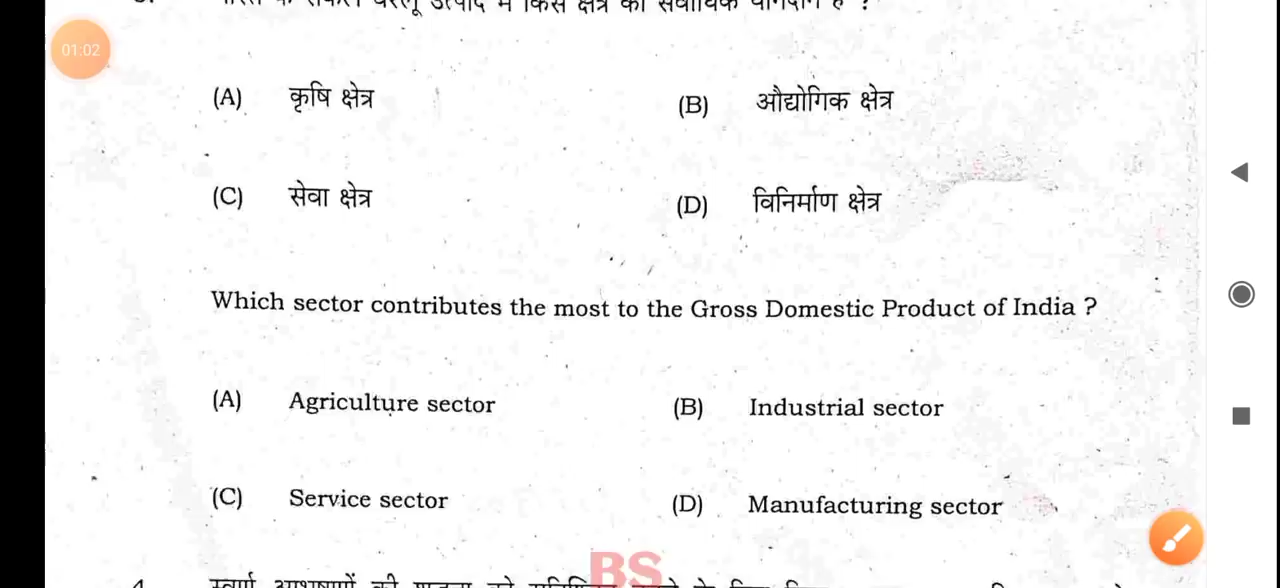 01:02
(A) कृषि क्षेत्र (B) औद्योगिक क्षेत्र
(C) सेवा क्षेत्र (D) विनिर्माण क्षेत्र
Which sector contributes the most to the Gross Domestic Product of India ?
(A) Agriculture sector (B) Industrial sector
(C) Service sector (D) Manufacturing sector
BS